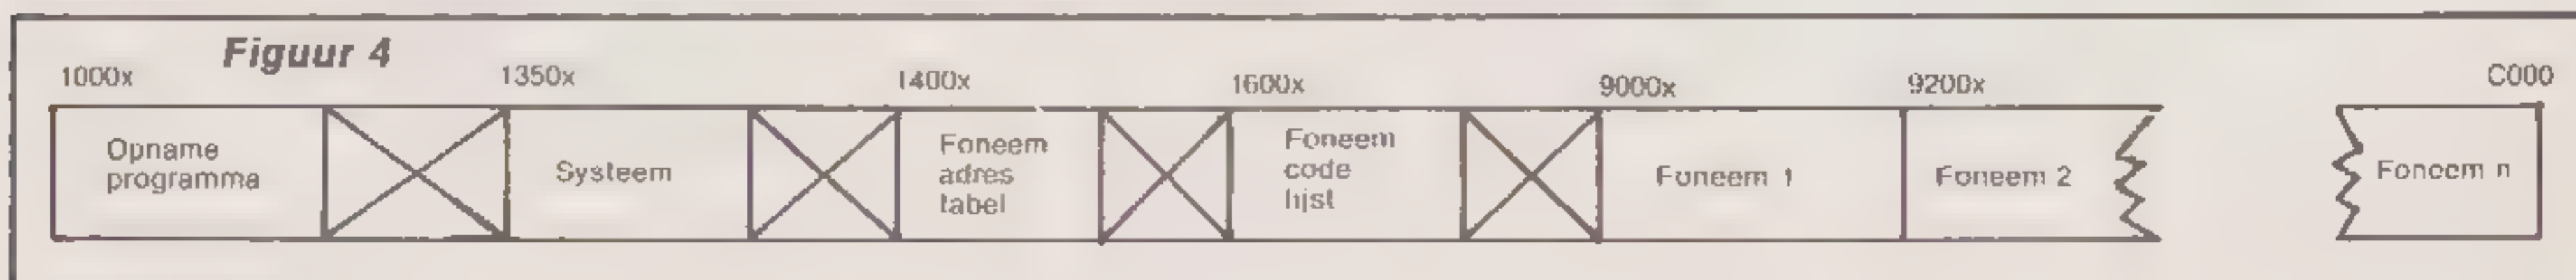 Figuur 4
1000x
1350x
1400x
1600x
9000x
9200x
C000
Opname
programma
Systeem
Foneem
adres
tabel
Foneem
code
lijst
Foneem 1
Foneem 2
Foneem n